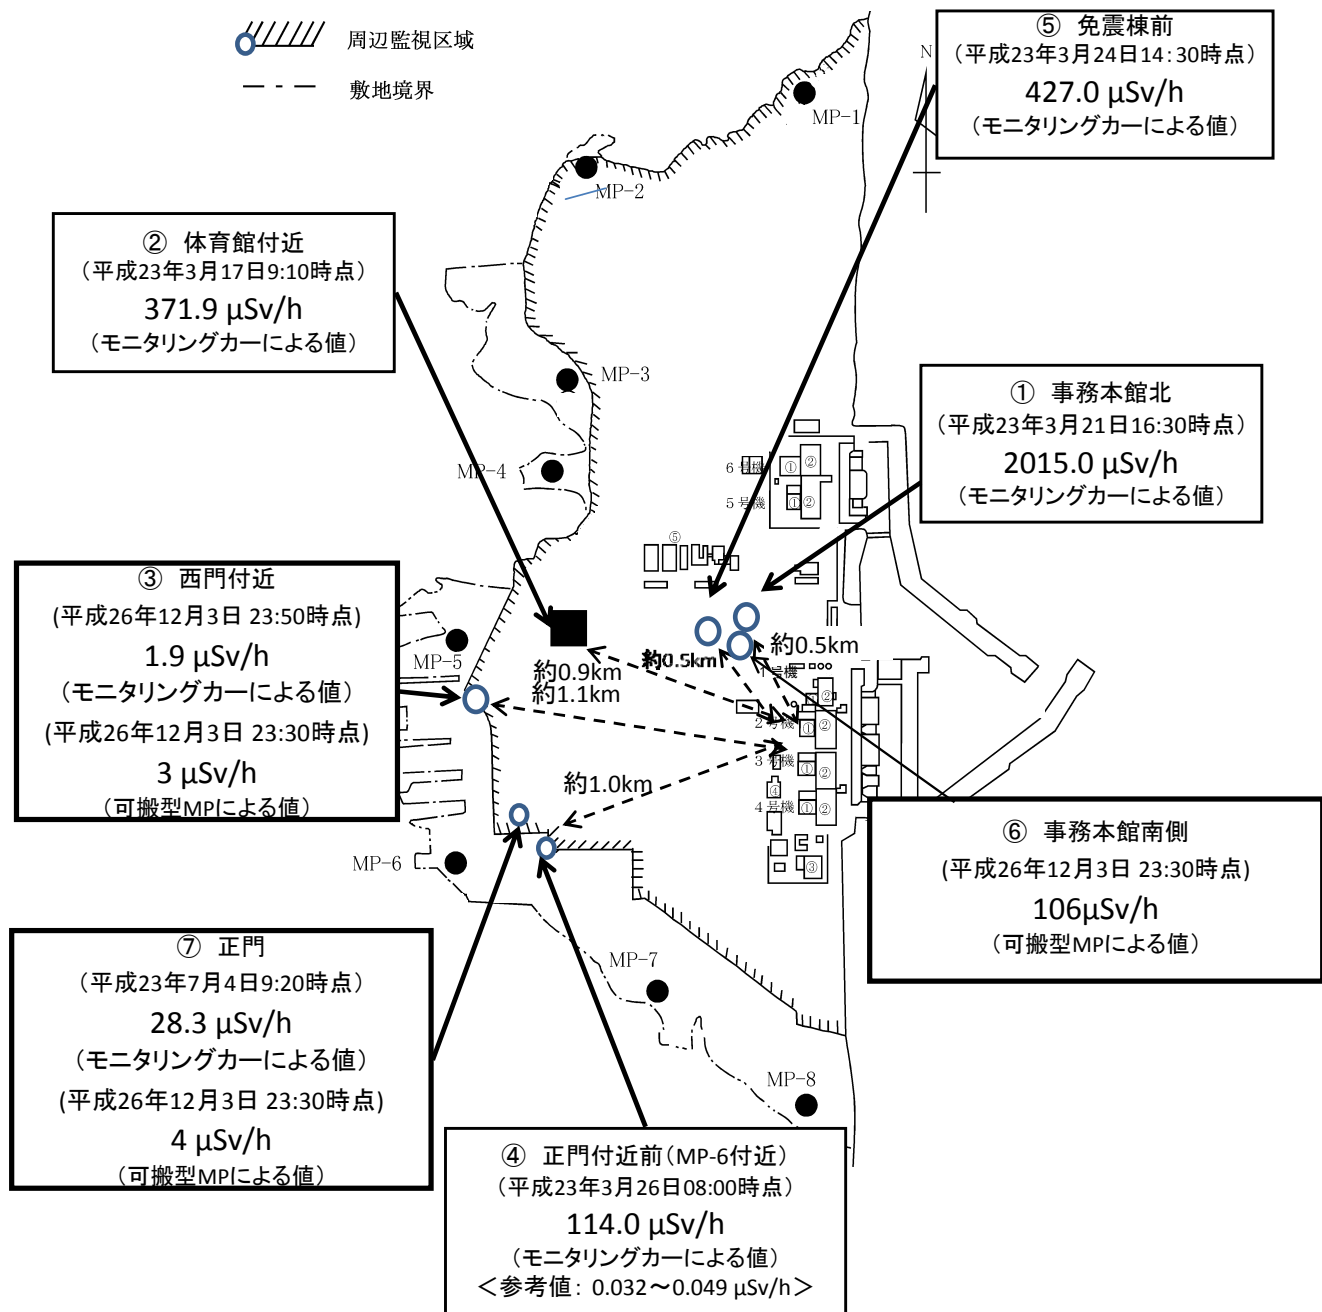 周辺監視区域
敷地境界
⑤ 免震棟前
（平成23年3月24日14：30時点）
427.0 μSv/h
（モニタリングカーによる値）
N
MP-1
MP-2
② 体育館付近
（平成23年3月17日9:10時点）
371.9 μSv/h
（モニタリングカーによる値）
MP-3
MP-4
① 事務本館北
（平成23年3月21日16:30時点）
2015.0 μSv/h
（モニタリングカーによる値）
6号機
① ②
5号機
① ②
⑤
③ 西門付近
(平成26年12月3日 23:50時点)
1.9 μSv/h
（モニタリングカーによる値）
(平成26年12月3日 23:30時点)
3 μSv/h
（可搬型MPによる値）
MP-5
約0.9km
約1.1km
約0.5km
約0.5km
1号機
②
2号機
① ②
3号機
① ②
④
4号機
① ②
③
約1.0km
MP-6
⑥ 事務本館南側
(平成26年12月3日 23:30時点)
106μSv/h
（可搬型MPによる値）
⑦ 正門
（平成23年7月4日9:20時点）
28.3 μSv/h
（モニタリングカーによる値）
(平成26年12月3日 23:30時点)
4 μSv/h
（可搬型MPによる値）
MP-7
MP-8
④ 正門付近前（MP-6付近）
（平成23年3月26日08:00時点）
114.0 μSv/h
（モニタリングカーによる値）
＜参考値： 0.032～0.049 μSv/h＞